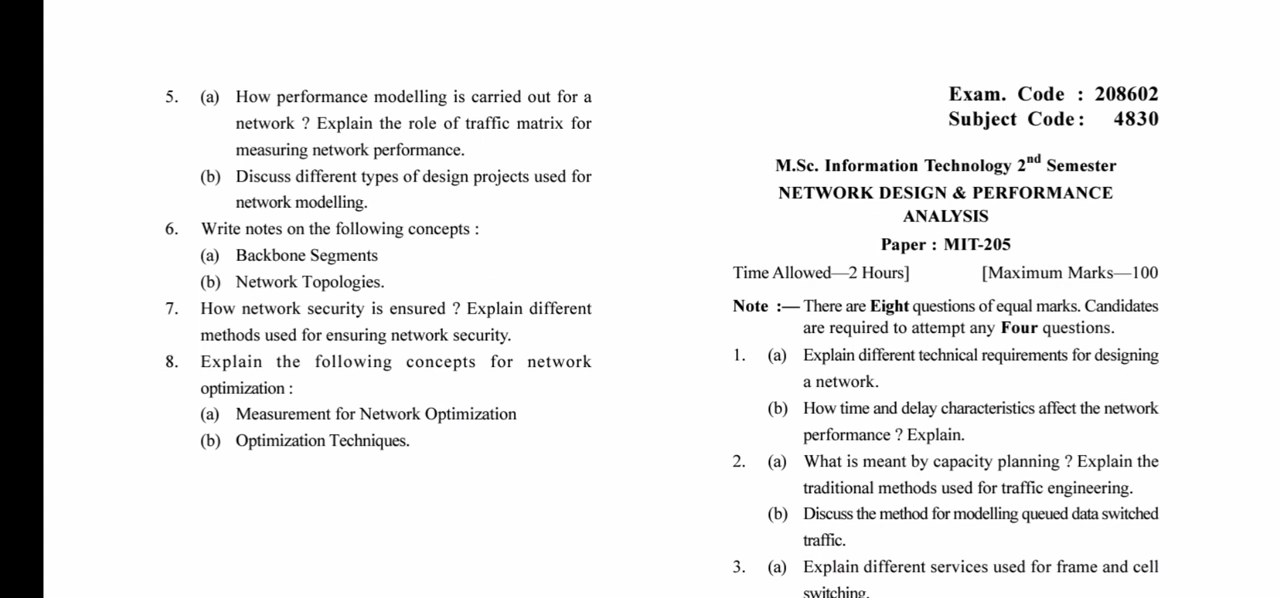 5. (a) How performance modelling is carried out for a
network ? Explain the role of traffic matrix for
measuring network performance.
(b) Discuss different types of design projects used for
network modelling.
6. Write notes on the following concepts :
(a) Backbone Segments
(b) Network Topologies.
7. How network security is ensured ? Explain different
methods used for ensuring network security.
8. Explain the following concepts for network
optimization :
(a) Measurement for Network Optimization
(b) Optimization Techniques.
Exam. Code : 208602
Subject Code : 4830
M.Sc. Information Technology 2nd Semester
NETWORK DESIGN & PERFORMANCE
ANALYSIS
Paper : MIT-205
Time Allowed—2 Hours] [Maximum Marks—100
Note :— There are Eight questions of equal marks. Candidates
are required to attempt any Four questions.
1. (a) Explain different technical requirements for designing
a network.
(b) How time and delay characteristics affect the network
performance ? Explain.
2. (a) What is meant by capacity planning ? Explain the
traditional methods used for traffic engineering.
(b) Discuss the method for modelling queued data switched
traffic.
3. (a) Explain different services used for frame and cell
switching.